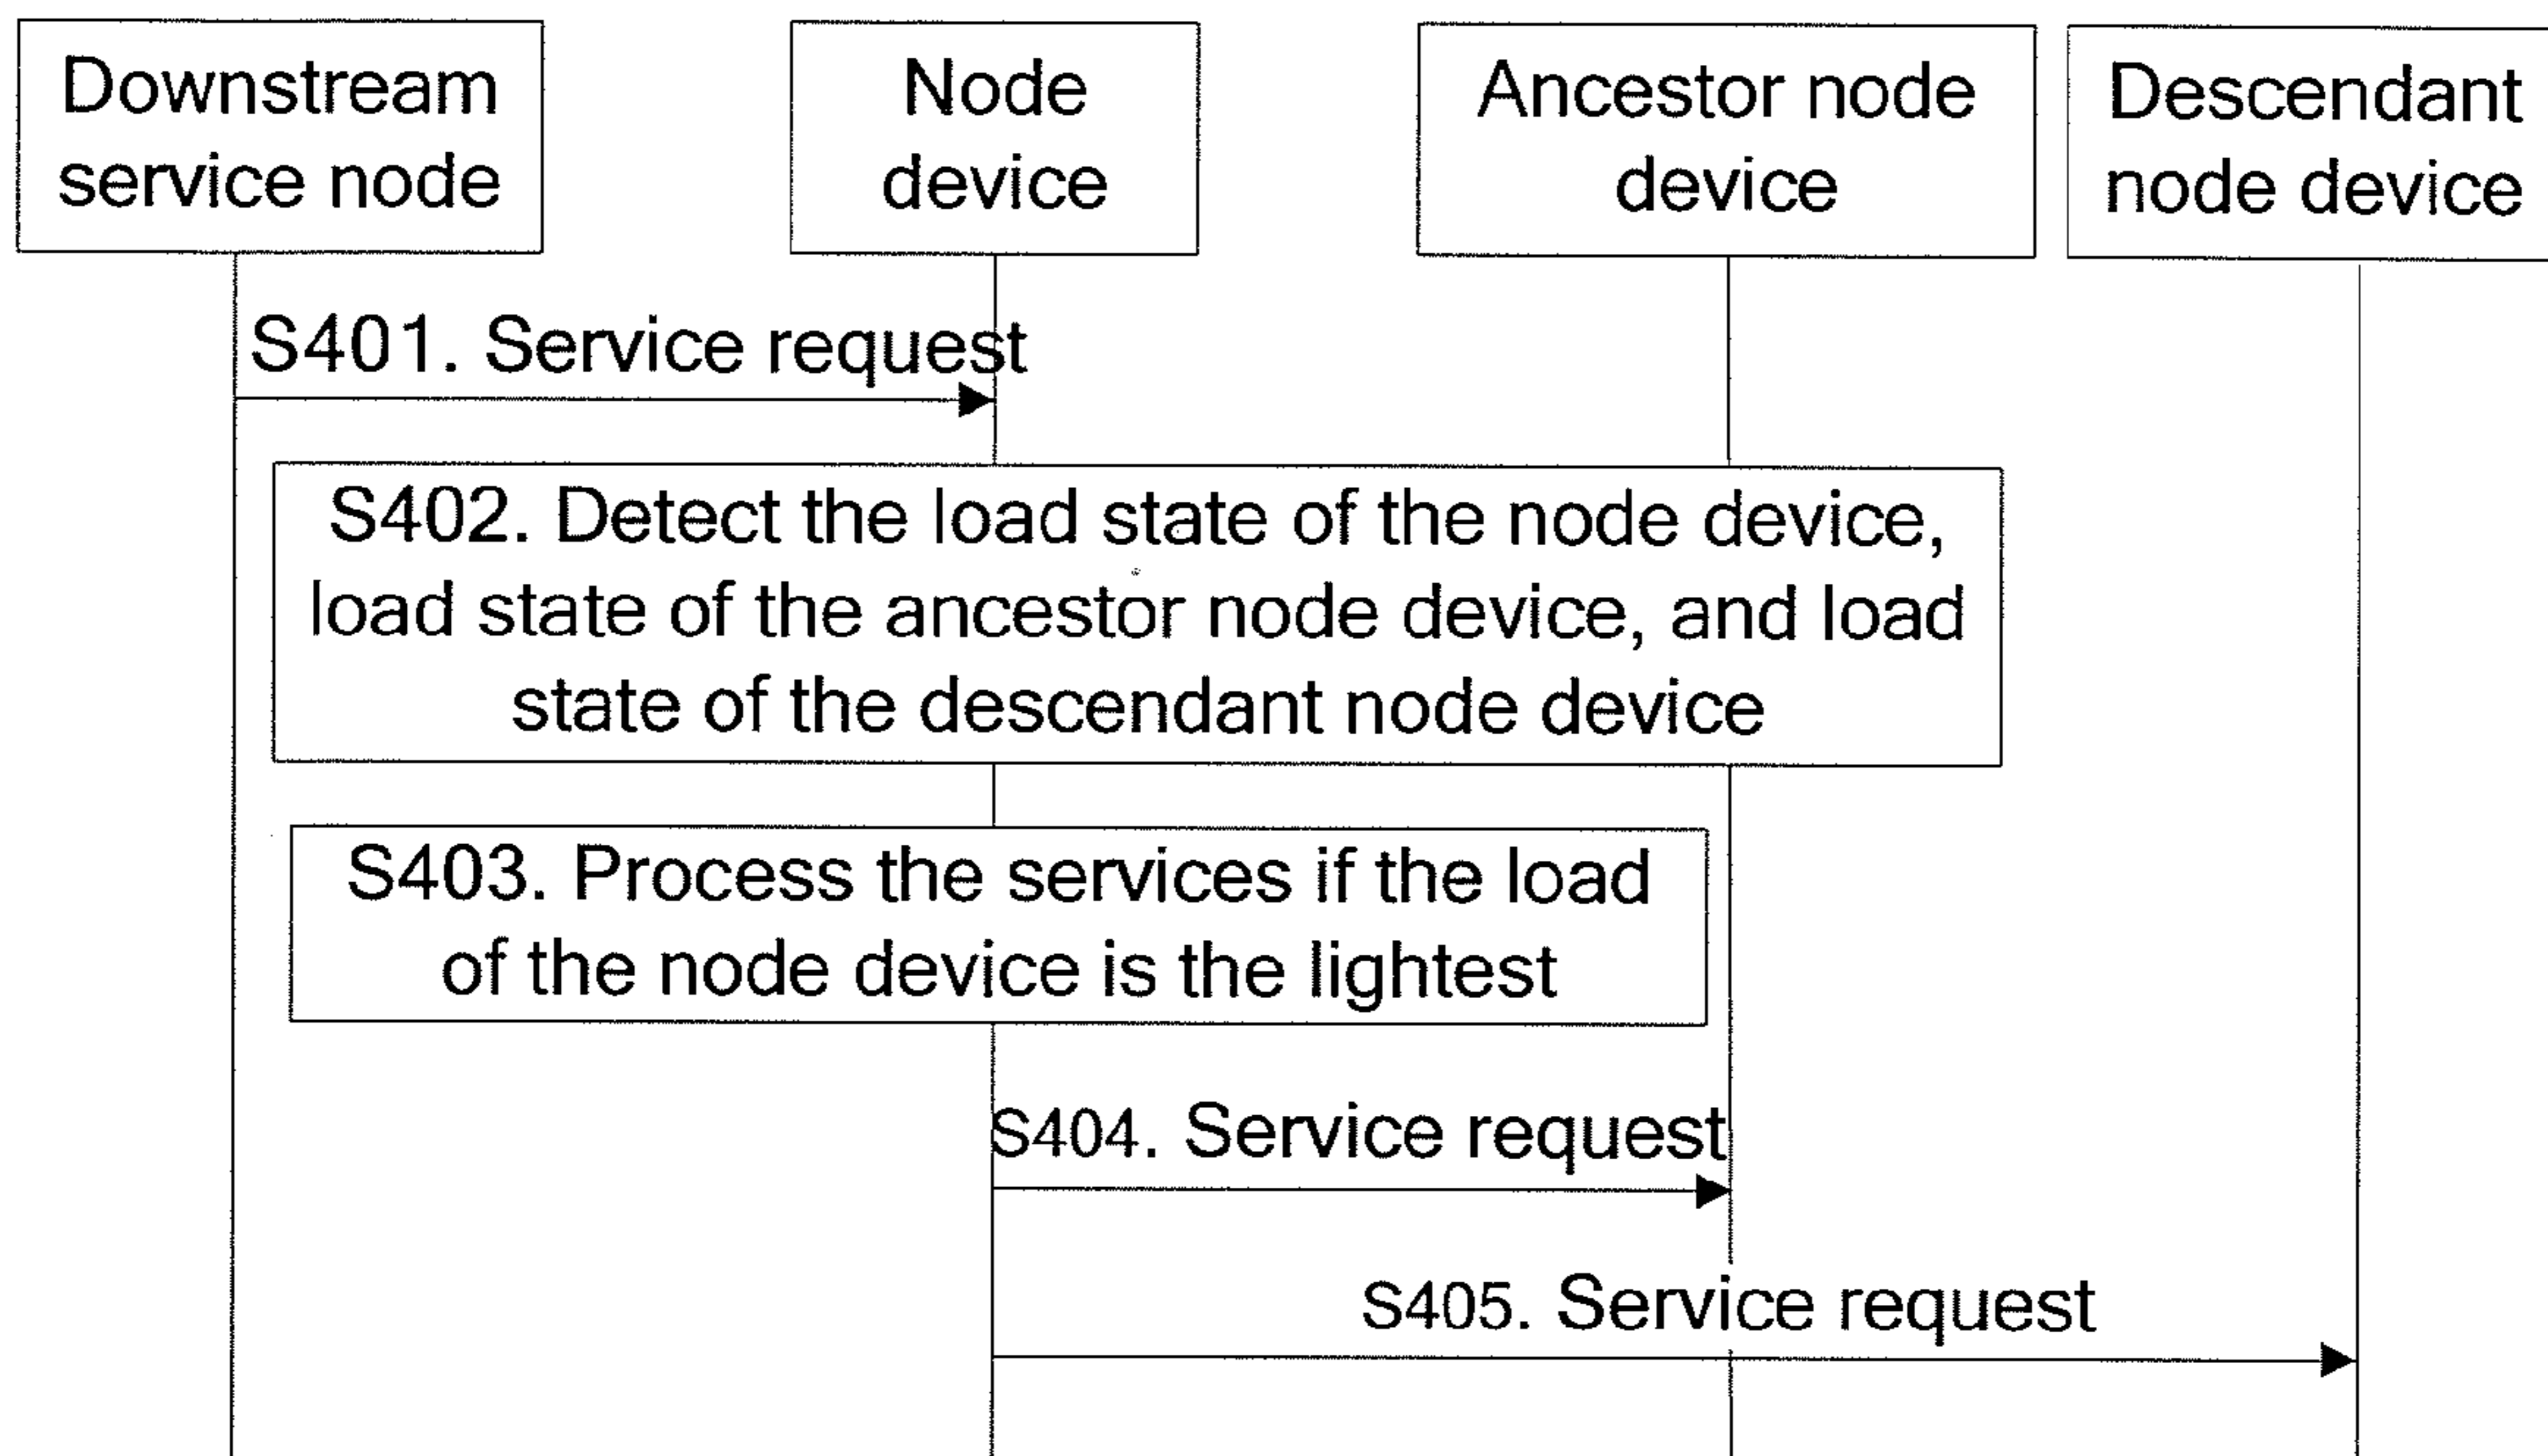 Downstream
service node
Node
device
Ancestor node
device
Descendant
node device
S401. Service request
S402. Detect the load state of the node device,
load state of the ancestor node device, and load
state of the descendant node device
S403. Process the services if the load
of the node device is the lightest
S404. Service request
S405. Service request